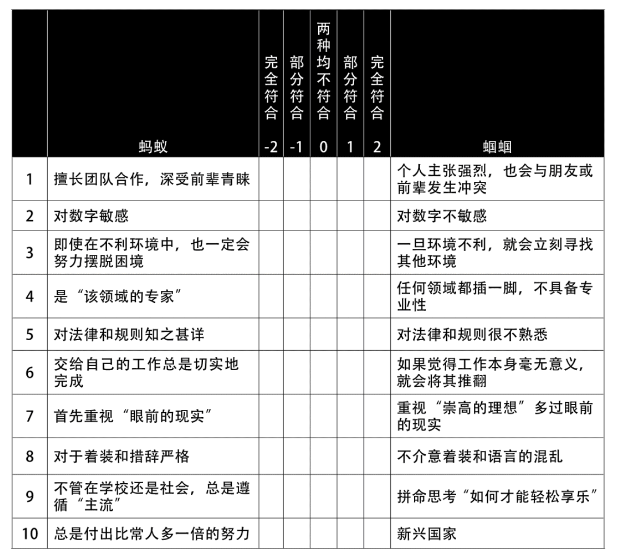 蚂蚁 完全符合 -2 部分符合 -1 两种均不符合 0 部分符合 1 完全符合 2 蝈蝈
1 擅长团队合作，深受前辈青睐 个人主张强烈，也会与朋友或
前辈发生冲突
2 对数字敏感 对数字不敏感
3 即使在不利环境中，也一定会 一旦环境不利，就会立刻寻找
努力摆脱困境 其他环境
4 是“该领域的专家” 任何领域都插一脚，不具备专
业性
5 对法律和规则知之甚详 对法律和规则很不熟悉
6 交给自己的工作总是切实地 如果觉得工作本身毫无意义，
完成 就会将其推翻
7 首先重视“眼前的现实” 重视“崇高的理想”多过眼前
的现实
8 对于着装和措辞严格 不介意着装和语言的混乱
9 不管在学校还是社会，总是遵 拼命思考“如何才能轻松享乐”
循“主流”
10 总是付出比常人多一倍的努力 新兴国家